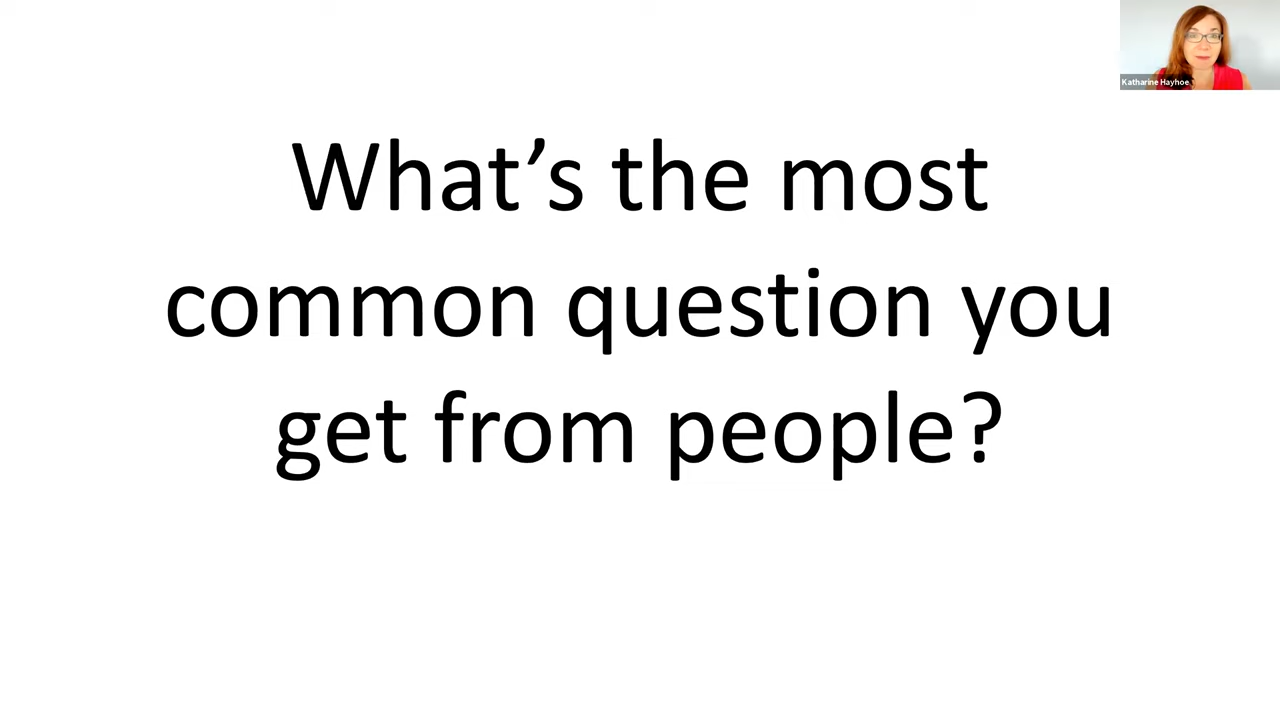 Katharine Hayhoe
What’s the most
common question you
get from people?